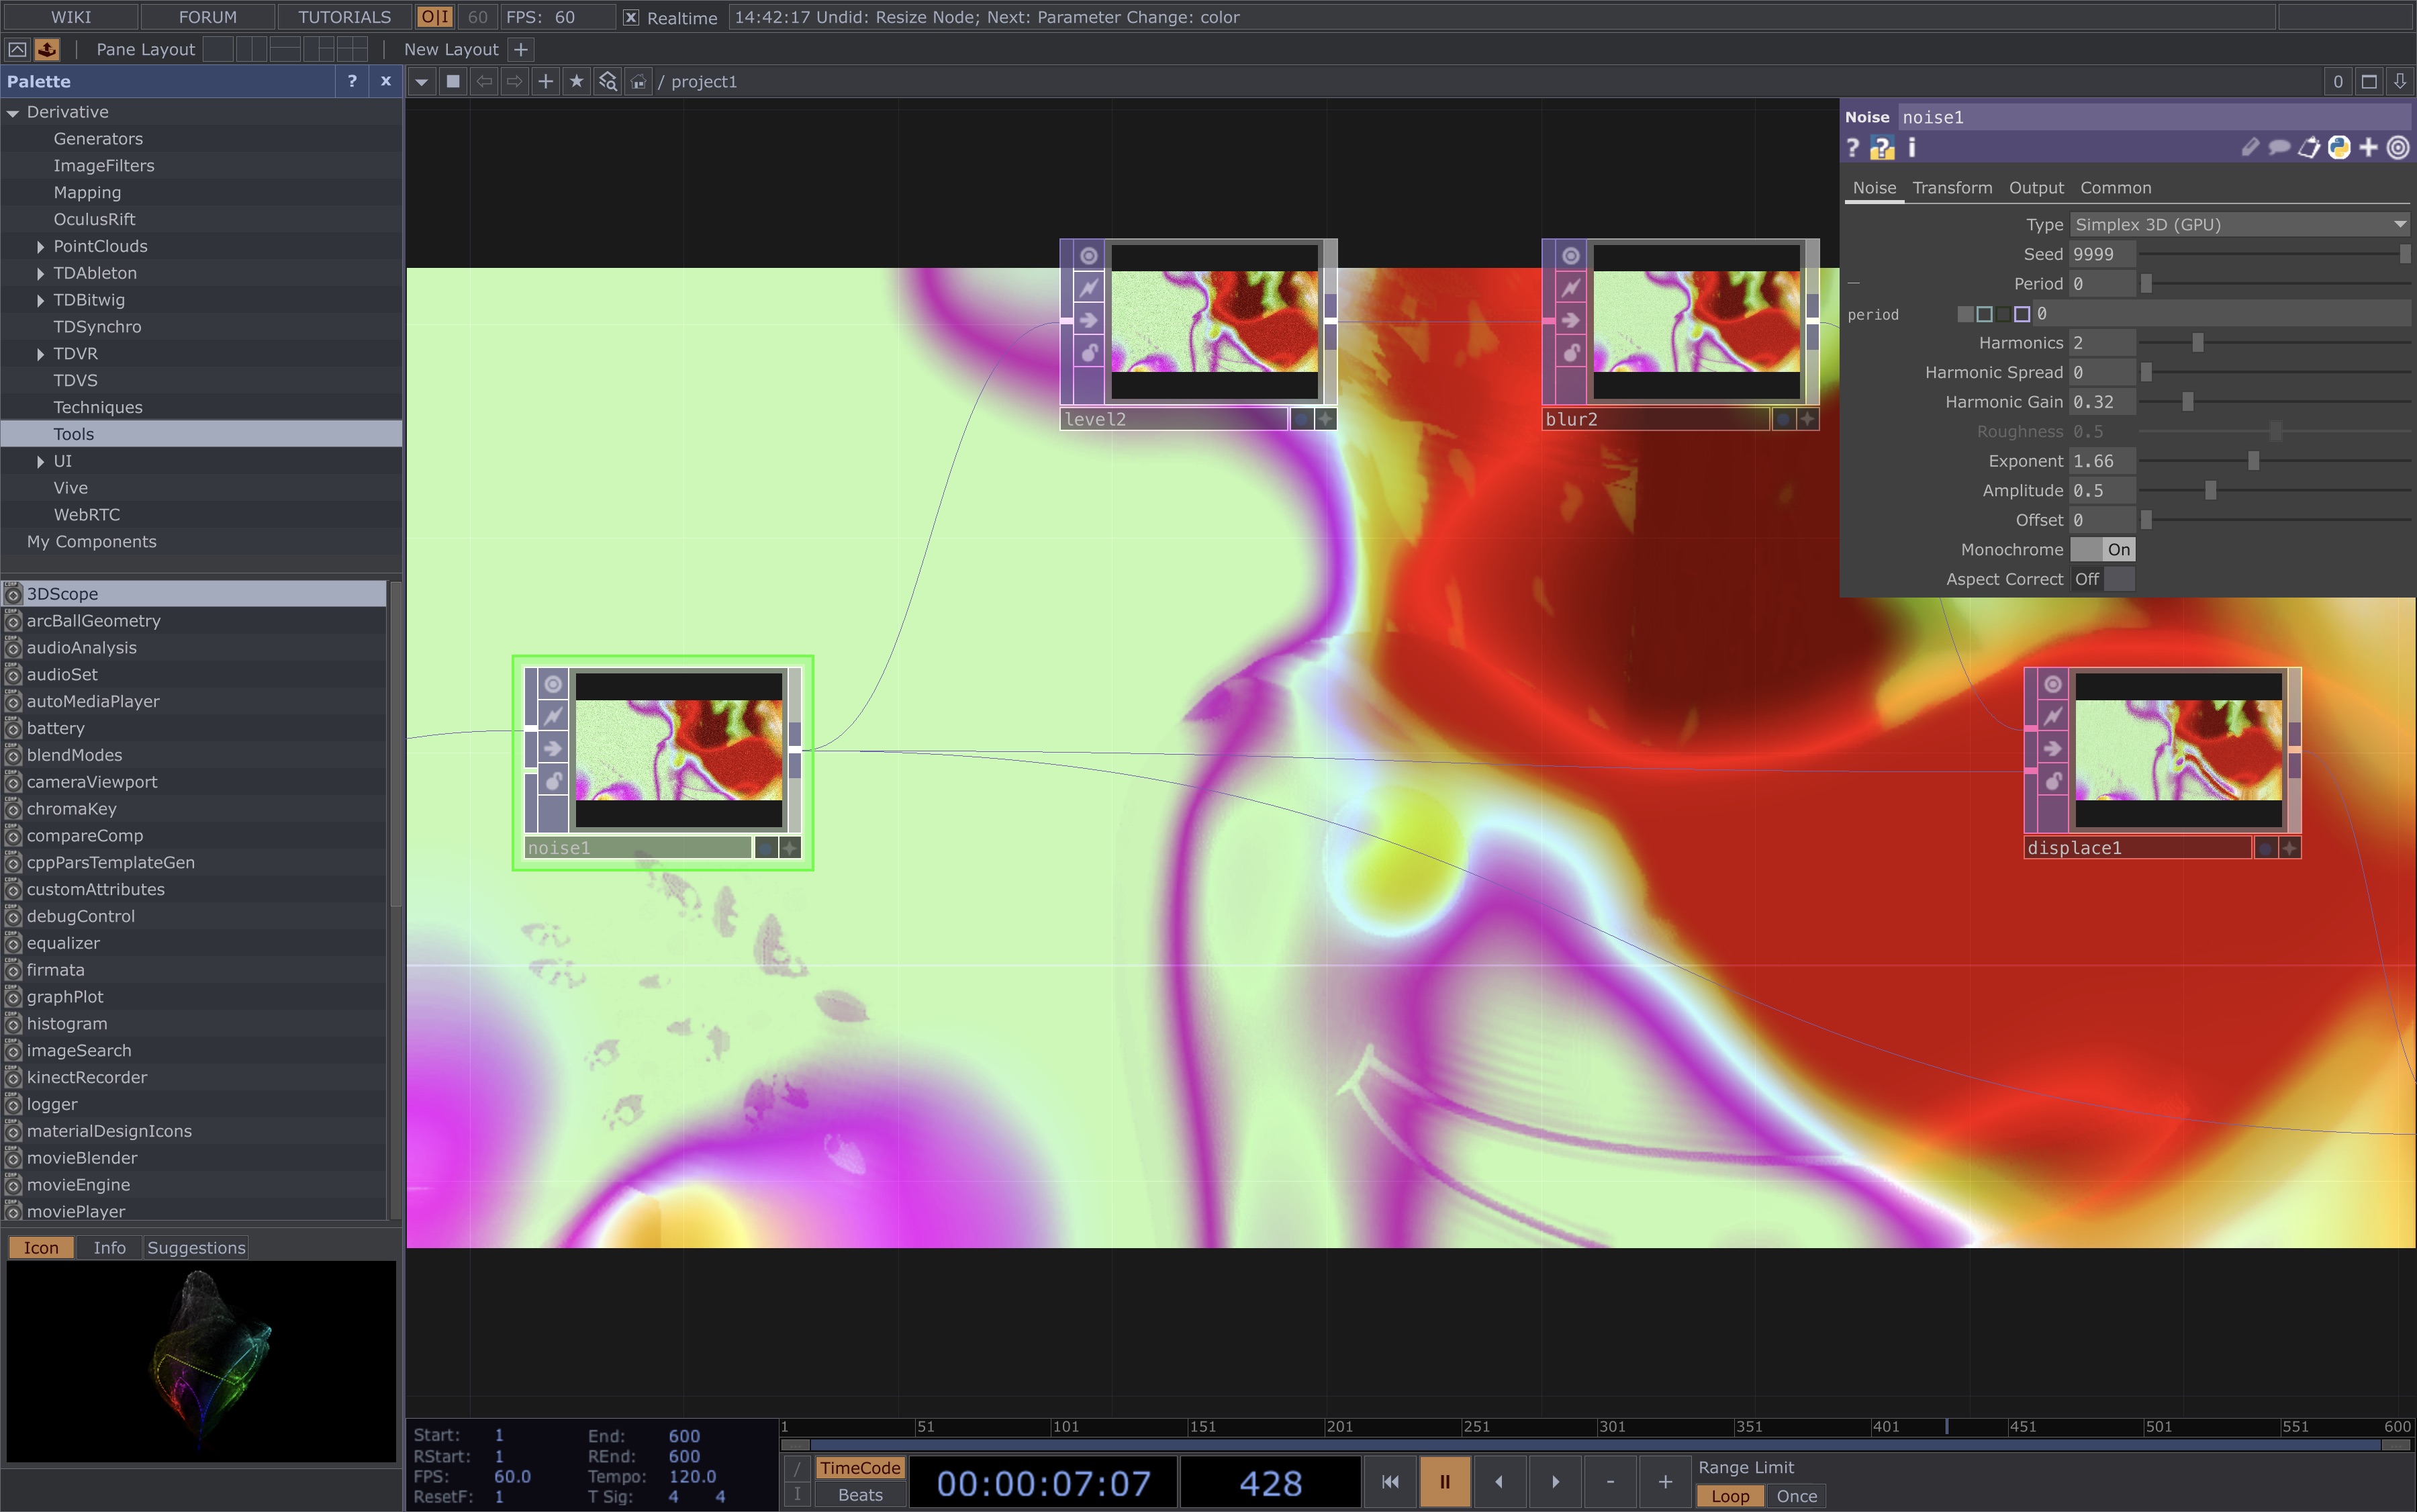 WIKI FORUM TUTORIALS O|I 60 FPS: 60 x Realtime 14:42:17 Undid: Resize Node; Next: Parameter Change: color
Pane Layout New Layout +
Palette ? x
/ project1 0
Derivative
Generators
ImageFilters
Mapping
OculusRift
PointClouds
TDAbleton
TDBitwig
TDSynchro
TDVR
TDVS
Techniques
Tools
UI
Vive
WebRTC
My Components
3DScope
arcBallGeometry
audioAnalysis
audioSet
autoMediaPlayer
battery
blendModes
cameraViewport
chromaKey
compareComp
cppParsTemplateGen
customAttributes
debugControl
equalizer
firmata
graphPlot
histogram
imageSearch
kinectRecorder
logger
materialDesignIcons
movieBlender
movieEngine
moviePlayer
Icon Info Suggestions
level2
blur2
noise1
displace1
Noise noise1
? ? i
Noise Transform Output Common
Type Simplex 3D (GPU)
Seed 9999
Period 0
period 0
Harmonics 2
Harmonic Spread 0
Harmonic Gain 0.32
Roughness 0.5
Exponent 1.66
Amplitude 0.5
Offset 0
Monochrome On
Aspect Correct Off
Start: 1 End: 600
RStart: 1 REnd: 600
FPS: 60.0 Tempo: 120.0
ResetF: 1 T Sig: 4 4
1 51 101 151 201 251 301 351 401 451 501 551 600
/ TimeCode
I Beats
00:00:07:07 428
- +
Range Limit
Loop Once